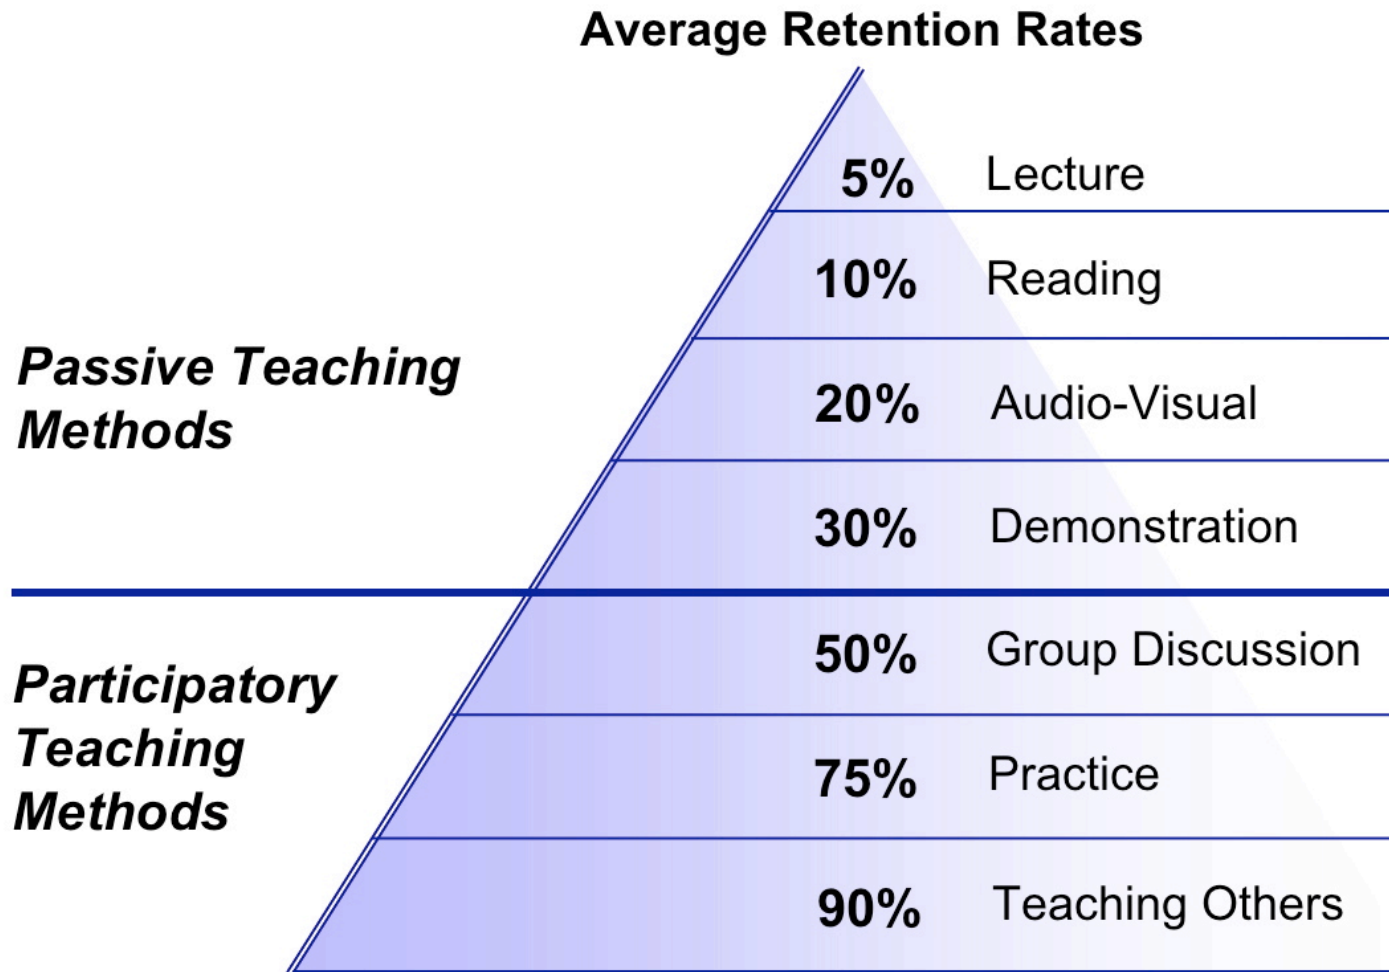 Average Retention Rates
5% Lecture
10% Reading
Passive Teaching
Methods
20% Audio-Visual
30% Demonstration
Participatory
Teaching
Methods
50% Group Discussion
75% Practice
90% Teaching Others